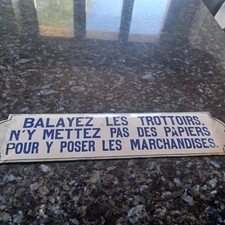 BALAYEZ LES TROTTOIRS.
N'Y METTEZ PAS DES PAPIERS
POUR Y POSER LES MARCHANDISES.